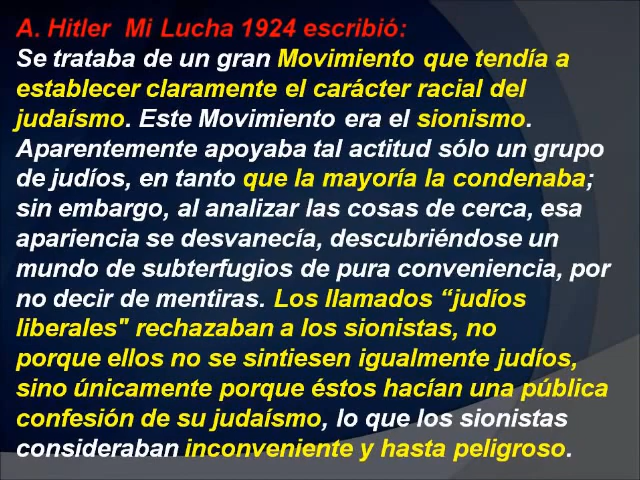 A. Hitler Mi Lucha 1924 escribió:
Se trataba de un gran Movimiento que tendía a
establecer claramente el carácter racial del
judaísmo. Este Movimiento era el sionismo.
Aparentemente apoyaba tal actitud sólo un grupo
de judíos, en tanto que la mayoría la condenaba;
sin embargo, al analizar las cosas de cerca, esa
apariencia se desvanecía, descubriéndose un
mundo de subterfugios de pura conveniencia, por
no decir de mentiras. Los llamados “judíos
liberales" rechazaban a los sionistas, no
porque ellos no se sintiesen igualmente judíos,
sino únicamente porque éstos hacían una pública
confesión de su judaísmo, lo que los sionistas
consideraban inconveniente y hasta peligroso.